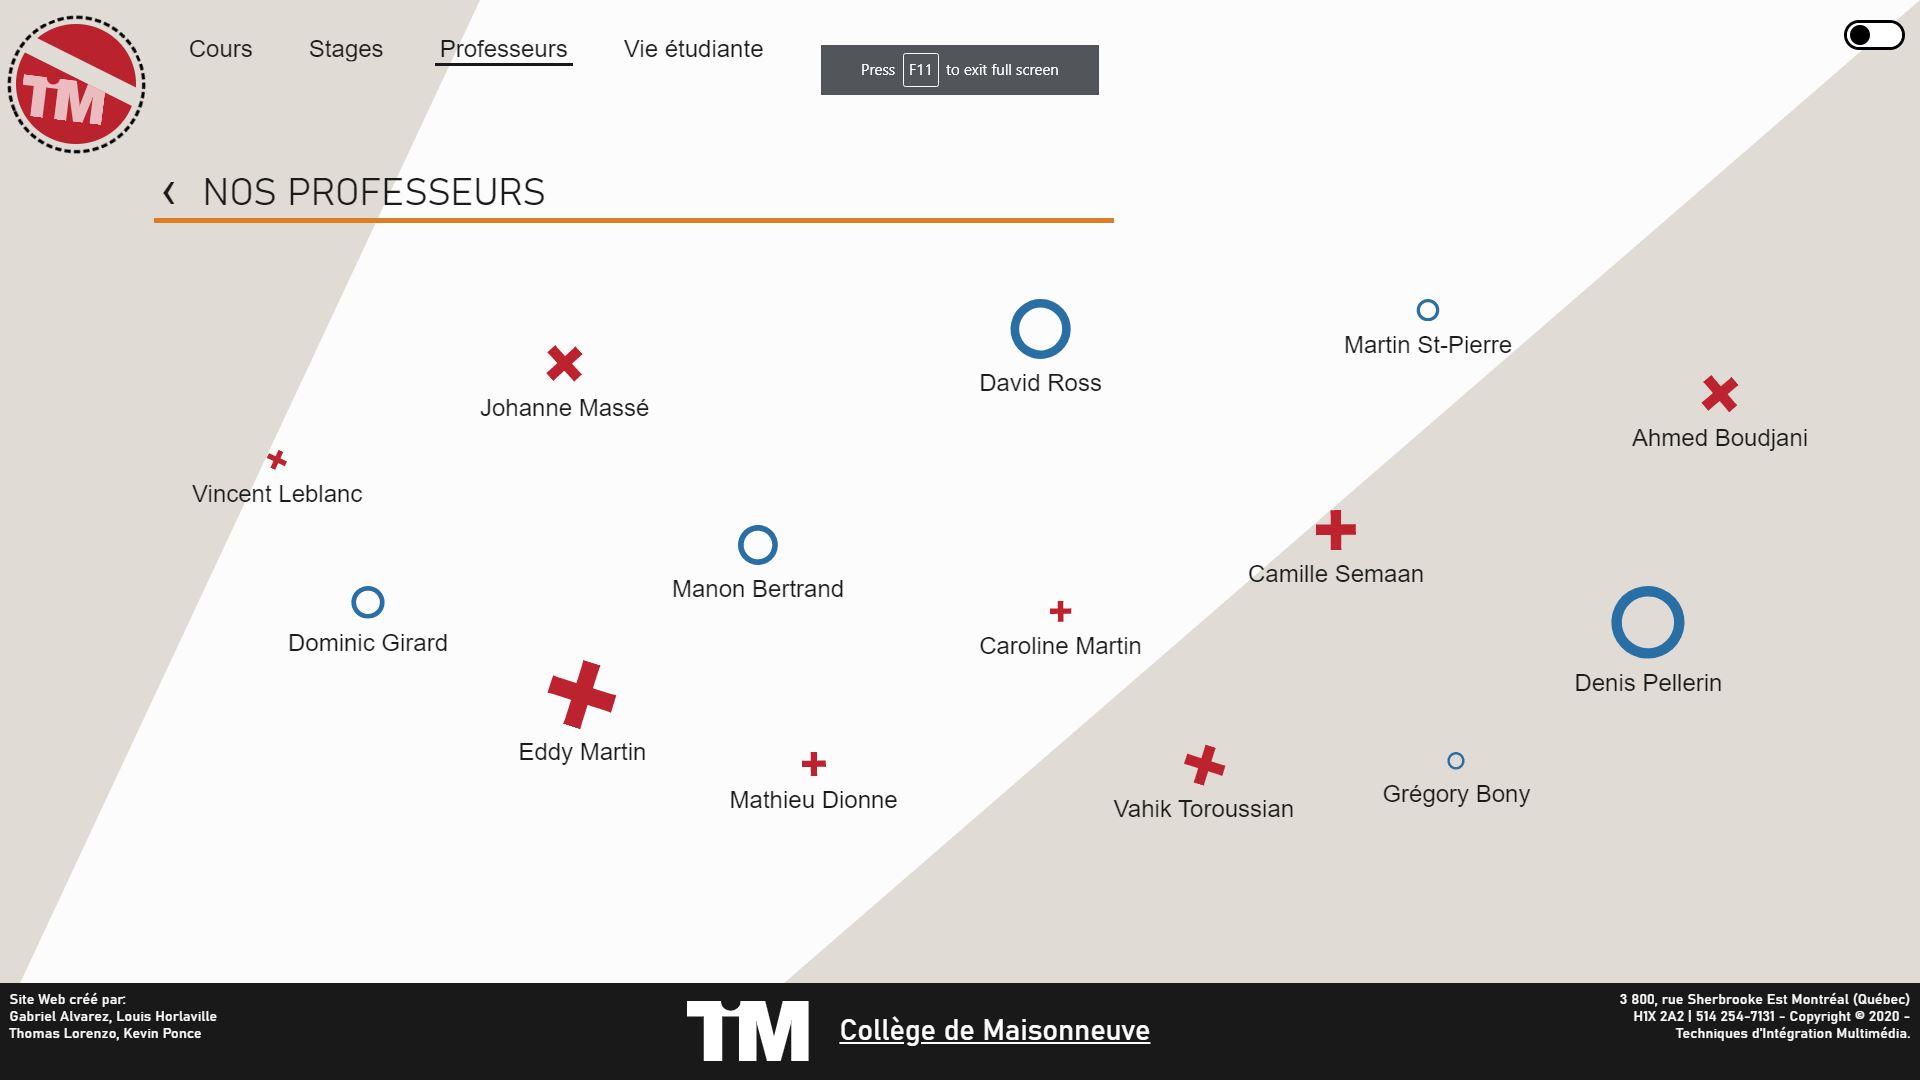 TiM
Cours
Stages
Professeurs
Vie étudiante
Press F11 to exit full screen
‹ NOS PROFESSEURS
David Ross
Martin St-Pierre
Johanne Massé
Ahmed Boudjani
Vincent Leblanc
Manon Bertrand
Camille Semaan
Dominic Girard
Caroline Martin
Denis Pellerin
Eddy Martin
Mathieu Dionne
Vahik Toroussian
Grégory Bony
Site Web créé par:
Gabriel Alvarez, Louis Horlaville
Thomas Lorenzo, Kevin Ponce
TiM
Collège de Maisonneuve
3 800, rue Sherbrooke Est Montréal (Québec)
H1X 2A2 | 514 254-7131 - Copyright © 2020 -
Techniques d'Intégration Multimédia.